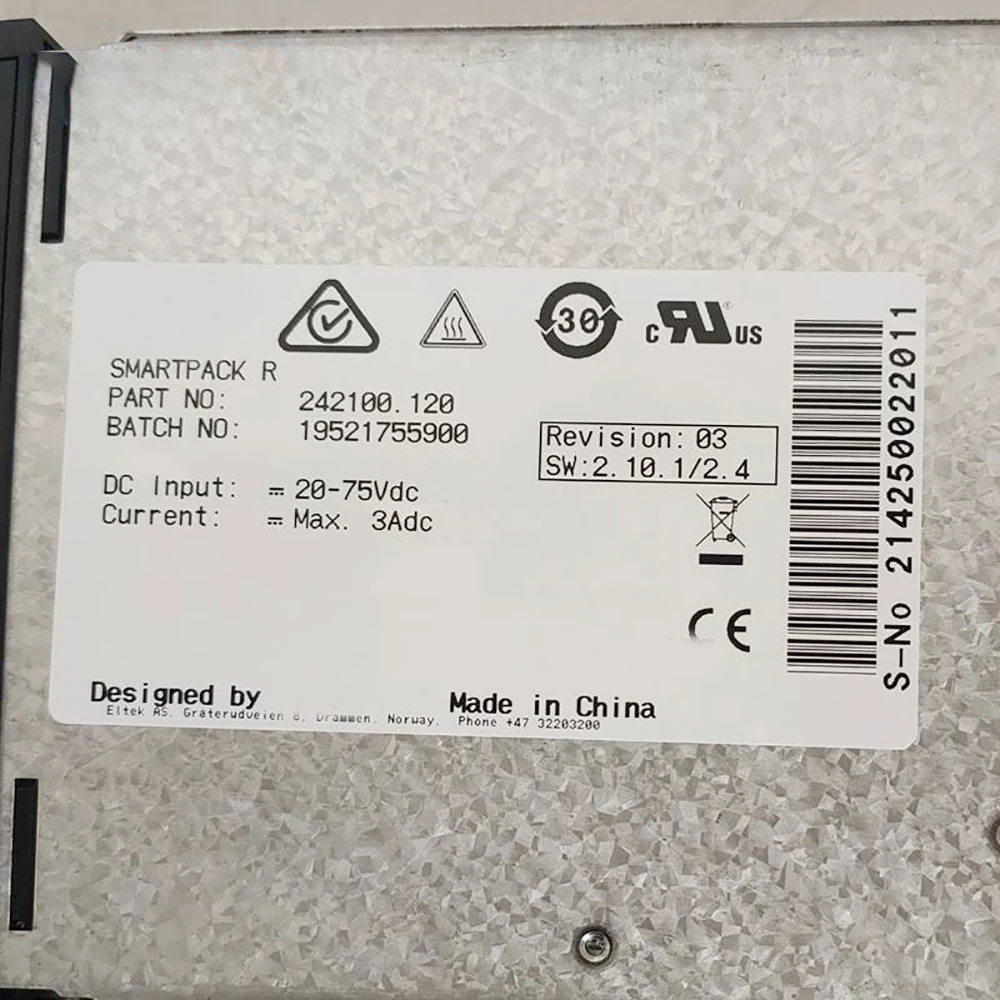 30
c RU ® US
SMARTPACK R
PART NO: 242100.120
BATCH NO: 19521755900
Revision: 03
SW:2.10.1/2.4
DC Input: ⎓ 20-75Vdc
Current: ⎓ Max. 3Adc
CE
Designed by
Eltek AS, Graterudveien 8, Drammen, Norway. Phone +47 32203200
Made in China
S-No 214250022011